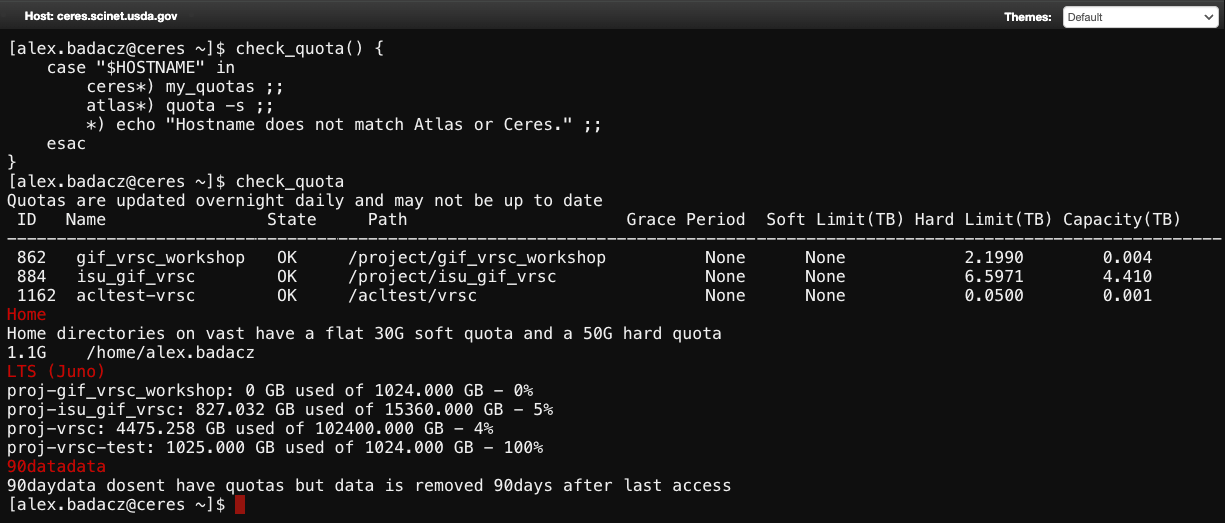 Host: ceres.scinet.usda.gov Themes: Default
[alex.badacz@ceres ~]$ check_quota() {
    case "$HOSTNAME" in
        ceres*) my_quotas ;;
        atlas*) quota -s ;;
        *) echo "Hostname does not match Atlas or Ceres." ;;
    esac
}
[alex.badacz@ceres ~]$ check_quota
Quotas are updated overnight daily and may not be up to date
ID Name State Path Grace Period Soft Limit(TB) Hard Limit(TB) Capacity(TB)
862 gif_vrsc_workshop OK /project/gif_vrsc_workshop None None 2.1990 0.004
884 isu_gif_vrsc OK /project/isu_gif_vrsc None None 6.5971 4.410
1162 acltest-vrsc OK /acltest/vrsc None None 0.0500 0.001
Home
Home directories on vast have a flat 30G soft quota and a 50G hard quota
1.1G    /home/alex.badacz
LTS (Juno)
proj-gif_vrsc_workshop: 0 GB used of 1024.000 GB - 0%
proj-isu_gif_vrsc: 827.032 GB used of 15360.000 GB - 5%
proj-vrsc: 4475.258 GB used of 102400.000 GB - 4%
proj-vrsc-test: 1025.000 GB used of 1024.000 GB - 100%
90datadata
90daydata dosent have quotas but data is removed 90days after last access
[alex.badacz@ceres ~]$